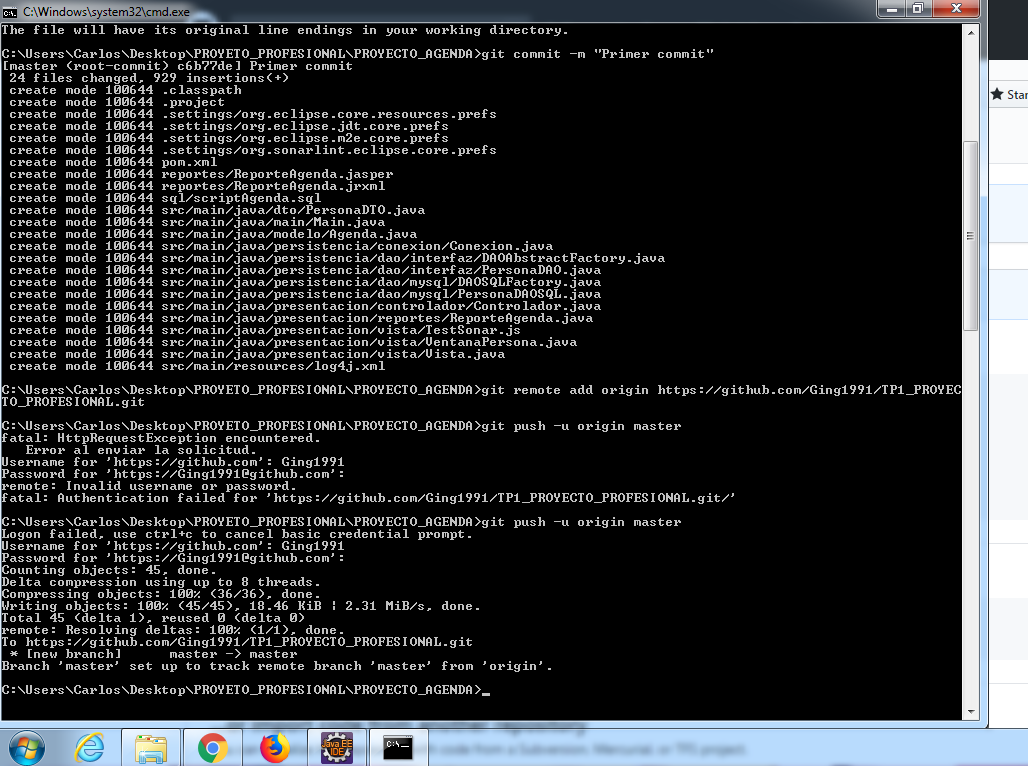 C:\Windows\system32\cmd.exe
The file will have its original line endings in your working directory.
C:\Users\Carlos\Desktop\PROYETO_PROFESIONAL\PROYECTO_AGENDA>git commit -m "Primer commit"
[master (root-commit) c6b77de] Primer commit
24 files changed, 929 insertions(+)
create mode 100644 .classpath
create mode 100644 .project
create mode 100644 .settings/org.eclipse.core.resources.prefs
create mode 100644 .settings/org.eclipse.jdt.core.prefs
create mode 100644 .settings/org.eclipse.m2e.core.prefs
create mode 100644 .settings/org.sonarlint.eclipse.core.prefs
create mode 100644 pom.xml
create mode 100644 reportes/ReporteAgenda.jasper
create mode 100644 reportes/ReporteAgenda.jrxml
create mode 100644 sql/scriptAgenda.sql
create mode 100644 src/main/java/dto/PersonaDTO.java
create mode 100644 src/main/java/main/Main.java
create mode 100644 src/main/java/modelo/Agenda.java
create mode 100644 src/main/java/persistencia/conexion/Conexion.java
create mode 100644 src/main/java/persistencia/dao/interfaz/DAOAbstractFactory.java
create mode 100644 src/main/java/persistencia/dao/interfaz/PersonaDAO.java
create mode 100644 src/main/java/persistencia/dao/mysql/DAOSQLFactory.java
create mode 100644 src/main/java/persistencia/dao/mysql/PersonaDAOSQL.java
create mode 100644 src/main/java/presentacion/controlador/Controlador.java
create mode 100644 src/main/java/presentacion/reportes/ReporteAgenda.java
create mode 100644 src/main/java/presentacion/vista/TestSonar.js
create mode 100644 src/main/java/presentacion/vista/VentanaPersona.java
create mode 100644 src/main/java/presentacion/vista/Vista.java
create mode 100644 src/main/resources/log4j.xml
C:\Users\Carlos\Desktop\PROYETO_PROFESIONAL\PROYECTO_AGENDA>git remote add origin https://github.com/Ging1991/TP1_PROYEC
TO_PROFESIONAL.git
C:\Users\Carlos\Desktop\PROYETO_PROFESIONAL\PROYECTO_AGENDA>git push -u origin master
fatal: HttpRequestException encountered.
Error al enviar la solicitud.
Username for 'https://github.com': Ging1991
Password for 'https://Ging1991@github.com':
remote: Invalid username or password.
fatal: Authentication failed for 'https://github.com/Ging1991/TP1_PROYECTO_PROFESIONAL.git/'
C:\Users\Carlos\Desktop\PROYETO_PROFESIONAL\PROYECTO_AGENDA>git push -u origin master
Logon failed, use ctrl+c to cancel basic credential prompt.
Username for 'https://github.com': Ging1991
Password for 'https://Ging1991@github.com':
Counting objects: 45, done.
Delta compression using up to 8 threads.
Compressing objects: 100% (36/36), done.
Writing objects: 100% (45/45), 18.46 KiB | 2.31 MiB/s, done.
Total 45 (delta 1), reused 0 (delta 0)
remote: Resolving deltas: 100% (1/1), done.
To https://github.com/Ging1991/TP1_PROYECTO_PROFESIONAL.git
* [new branch] master -> master
Branch 'master' set up to track remote branch 'master' from 'origin'.
C:\Users\Carlos\Desktop\PROYETO_PROFESIONAL\PROYECTO_AGENDA>_
Star
or import code from another repository
code from a Subversion, Mercurial, or TFS project.
Java EE
IDE
C:\_